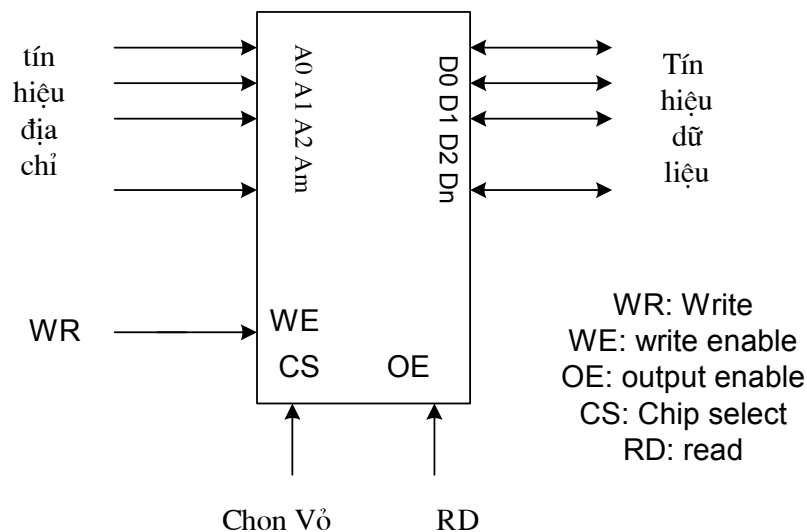 tín
hiệu
địa
chỉ
A0 A1 A2 Am
D0 D1 D2 Dn
Tín
hiệu
dữ
liệu
WR
WE
CS OE
WR: Write
WE: write enable
OE: output enable
CS: Chip select
RD: read
Chọn Vỏ RD